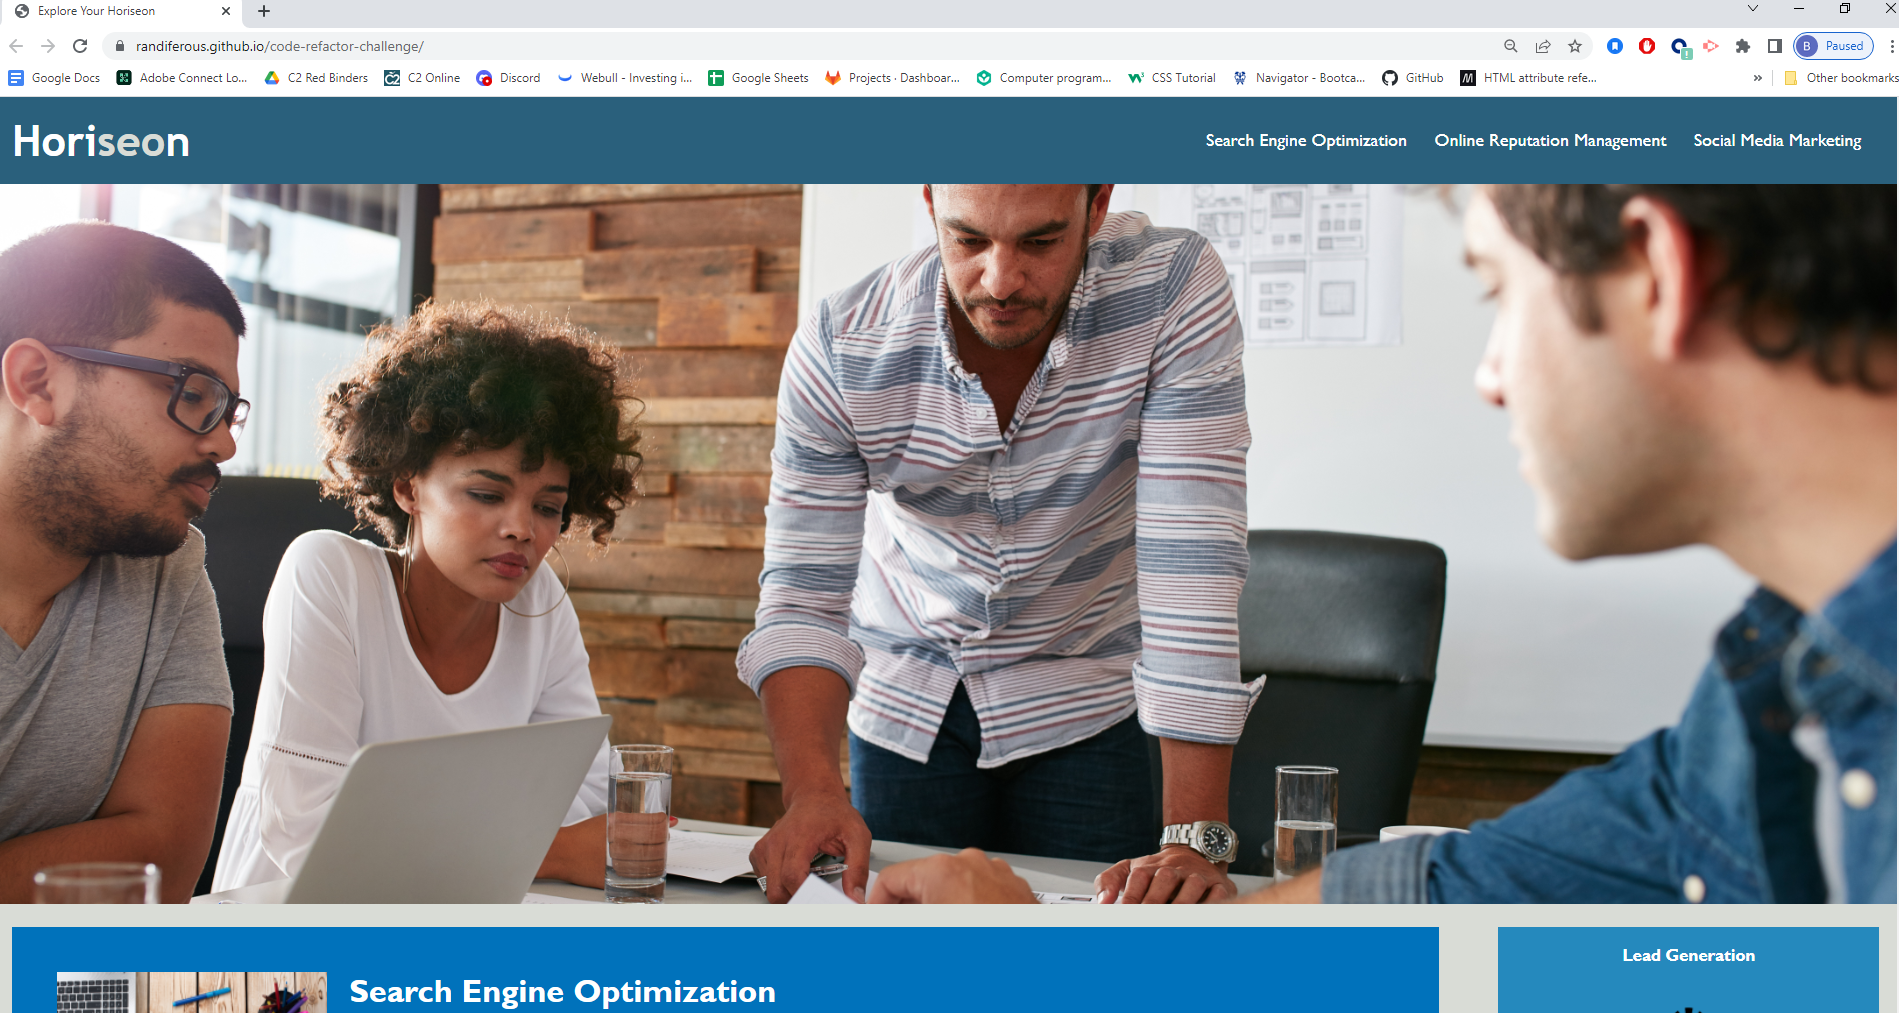 Explore Your Horiseon
randiferous.github.io/code-refactor-challenge/
B Paused
Google Docs Adobe Connect Lo... C2 Red Binders C2 Online Discord Webull - Investing i... Google Sheets Projects · Dashboar... Computer program... CSS Tutorial Navigator - Bootca... GitHub HTML attribute refe... » Other bookmarks
Horiseon
Search Engine Optimization Online Reputation Management Social Media Marketing
Search Engine Optimization
Lead Generation